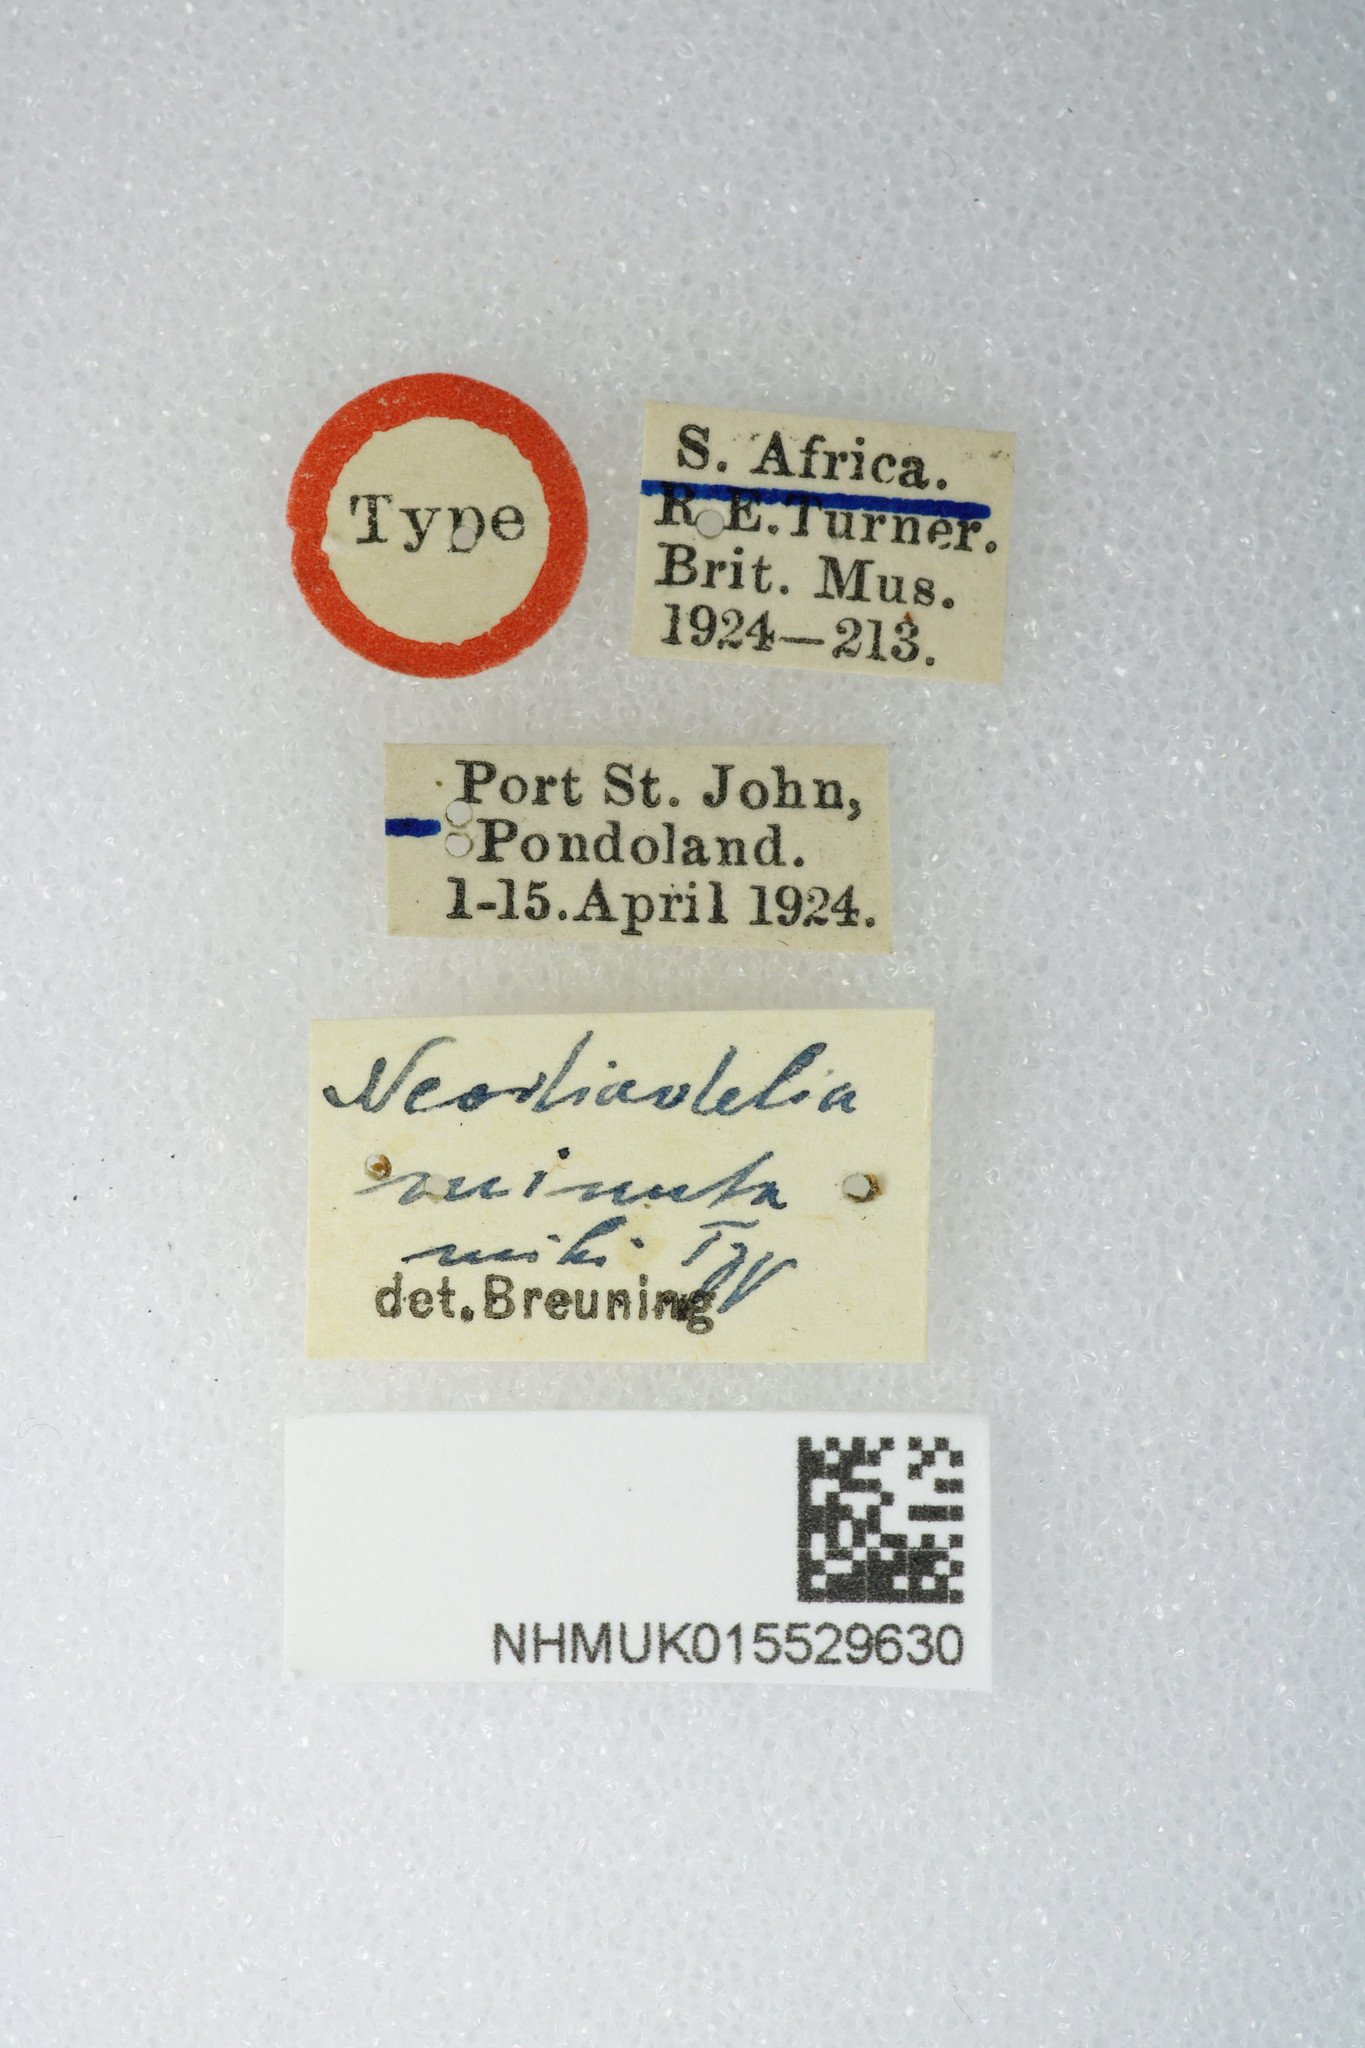 Type
S. Africa.
R. E. Turner.
Brit. Mus.
1924—213.
Port St. John,
Pondoland.
1-15. April 1924.
Neodiadelia
minuta
mihi Typ
det. Breuning
NHMUK015529630